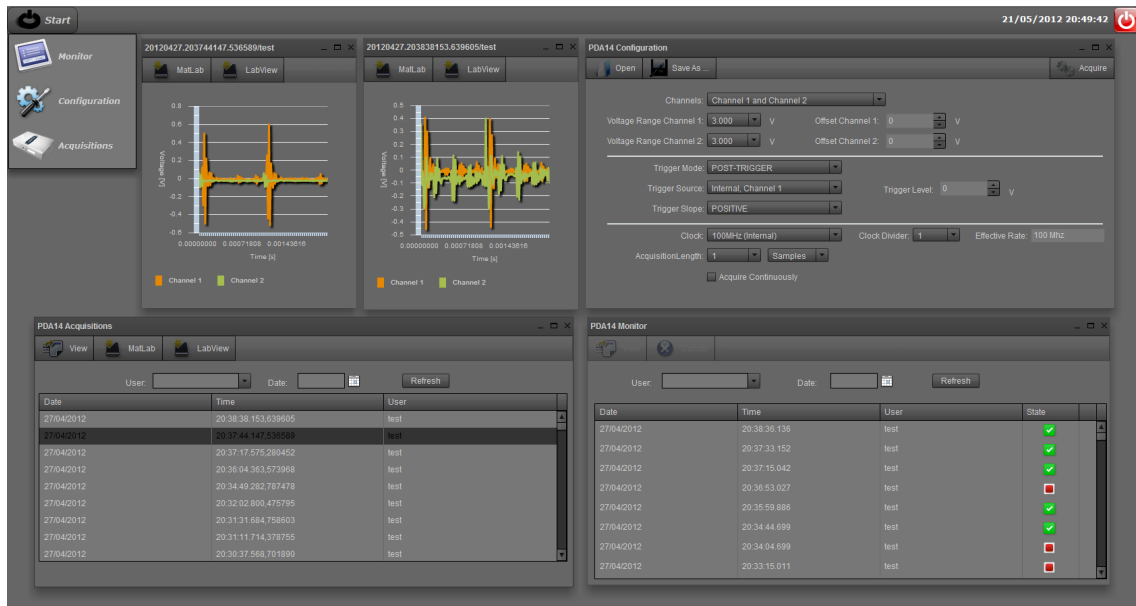 Start
21/05/2012 20:49:42
Monitor
Configuration
Acquisitions
20120427.203744147.536589/test
MatLab LabView
0.8
0.6
0.4
0.2
0
-0.2
-0.4
-0.6
Voltage [V]
0.00000000 0.00071808 0.00143616
Time [s]
Channel 1 Channel 2
20120427.203838153.639605/test
MatLab LabView
0.5
0.4
0.3
0.2
0.1
0
-0.1
-0.2
-0.3
-0.4
-0.5
Voltage [V]
0.00000000 0.00071808 0.00143616
Time [s]
Channel 1 Channel 2
PDA14 Configuration
Open Save As ... Acquire
Channels: Channel 1 and Channel 2
Voltage Range Channel 1: 3.000 V Offset Channel 1: 0 V
Voltage Range Channel 2: 3.000 V Offset Channel 2: 0 V
Trigger Mode: POST-TRIGGER
Trigger Source: Internal, Channel 1 Trigger Level: 0 V
Trigger Slope: POSITIVE
Clock: 100MHz (Internal) Clock Divider: 1 Effective Rate: 100 Mhz
AcquisitionLength: 1 Samples
Acquire Continuously
PDA14 Acquisitions
View MatLab LabView
User: Date: Refresh
Date Time User
27/04/2012 20:38:38.153,639605 test
27/04/2012 20:37:44.147,536589 test
27/04/2012 20:37:17.575,280452 test
27/04/2012 20:36:04.363,573968 test
27/04/2012 20:34:49.282,787478 test
27/04/2012 20:32:02.800,475795 test
27/04/2012 20:31:31.684,758603 test
27/04/2012 20:31:11.714,378755 test
27/04/2012 20:30:37.568,701890 test
PDA14 Monitor
User: Date: Refresh
Date Time User State
27/04/2012 20:38:36.136 test
27/04/2012 20:37:33.152 test
27/04/2012 20:37:15.042 test
27/04/2012 20:36:53.027 test
27/04/2012 20:35:59.886 test
27/04/2012 20:34:44.699 test
27/04/2012 20:34:04.699 test
27/04/2012 20:33:15.011 test